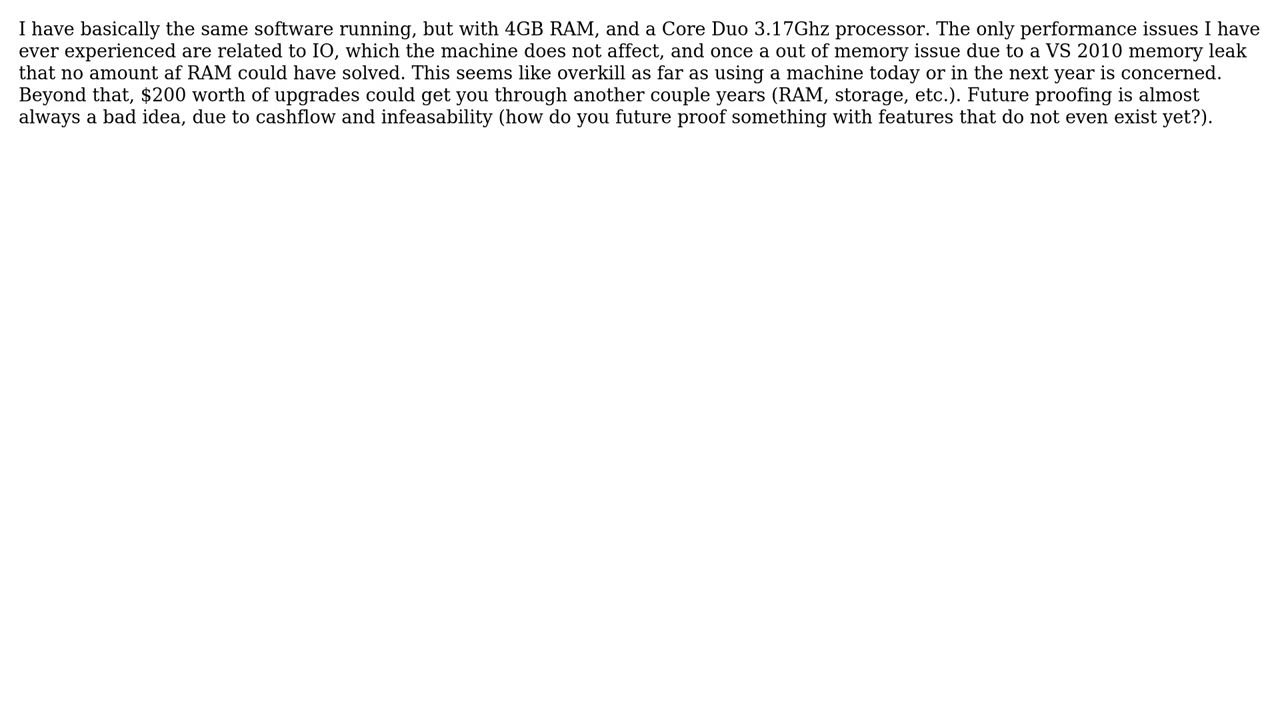 I have basically the same software running, but with 4GB RAM, and a Core Duo 3.17Ghz processor. The only performance issues I have
ever experienced are related to IO, which the machine does not affect, and once a out of memory issue due to a VS 2010 memory leak
that no amount af RAM could have solved. This seems like overkill as far as using a machine today or in the next year is concerned.
Beyond that, $200 worth of upgrades could get you through another couple years (RAM, storage, etc.). Future proofing is almost
always a bad idea, due to cashflow and infeasability (how do you future proof something with features that do not even exist yet?).